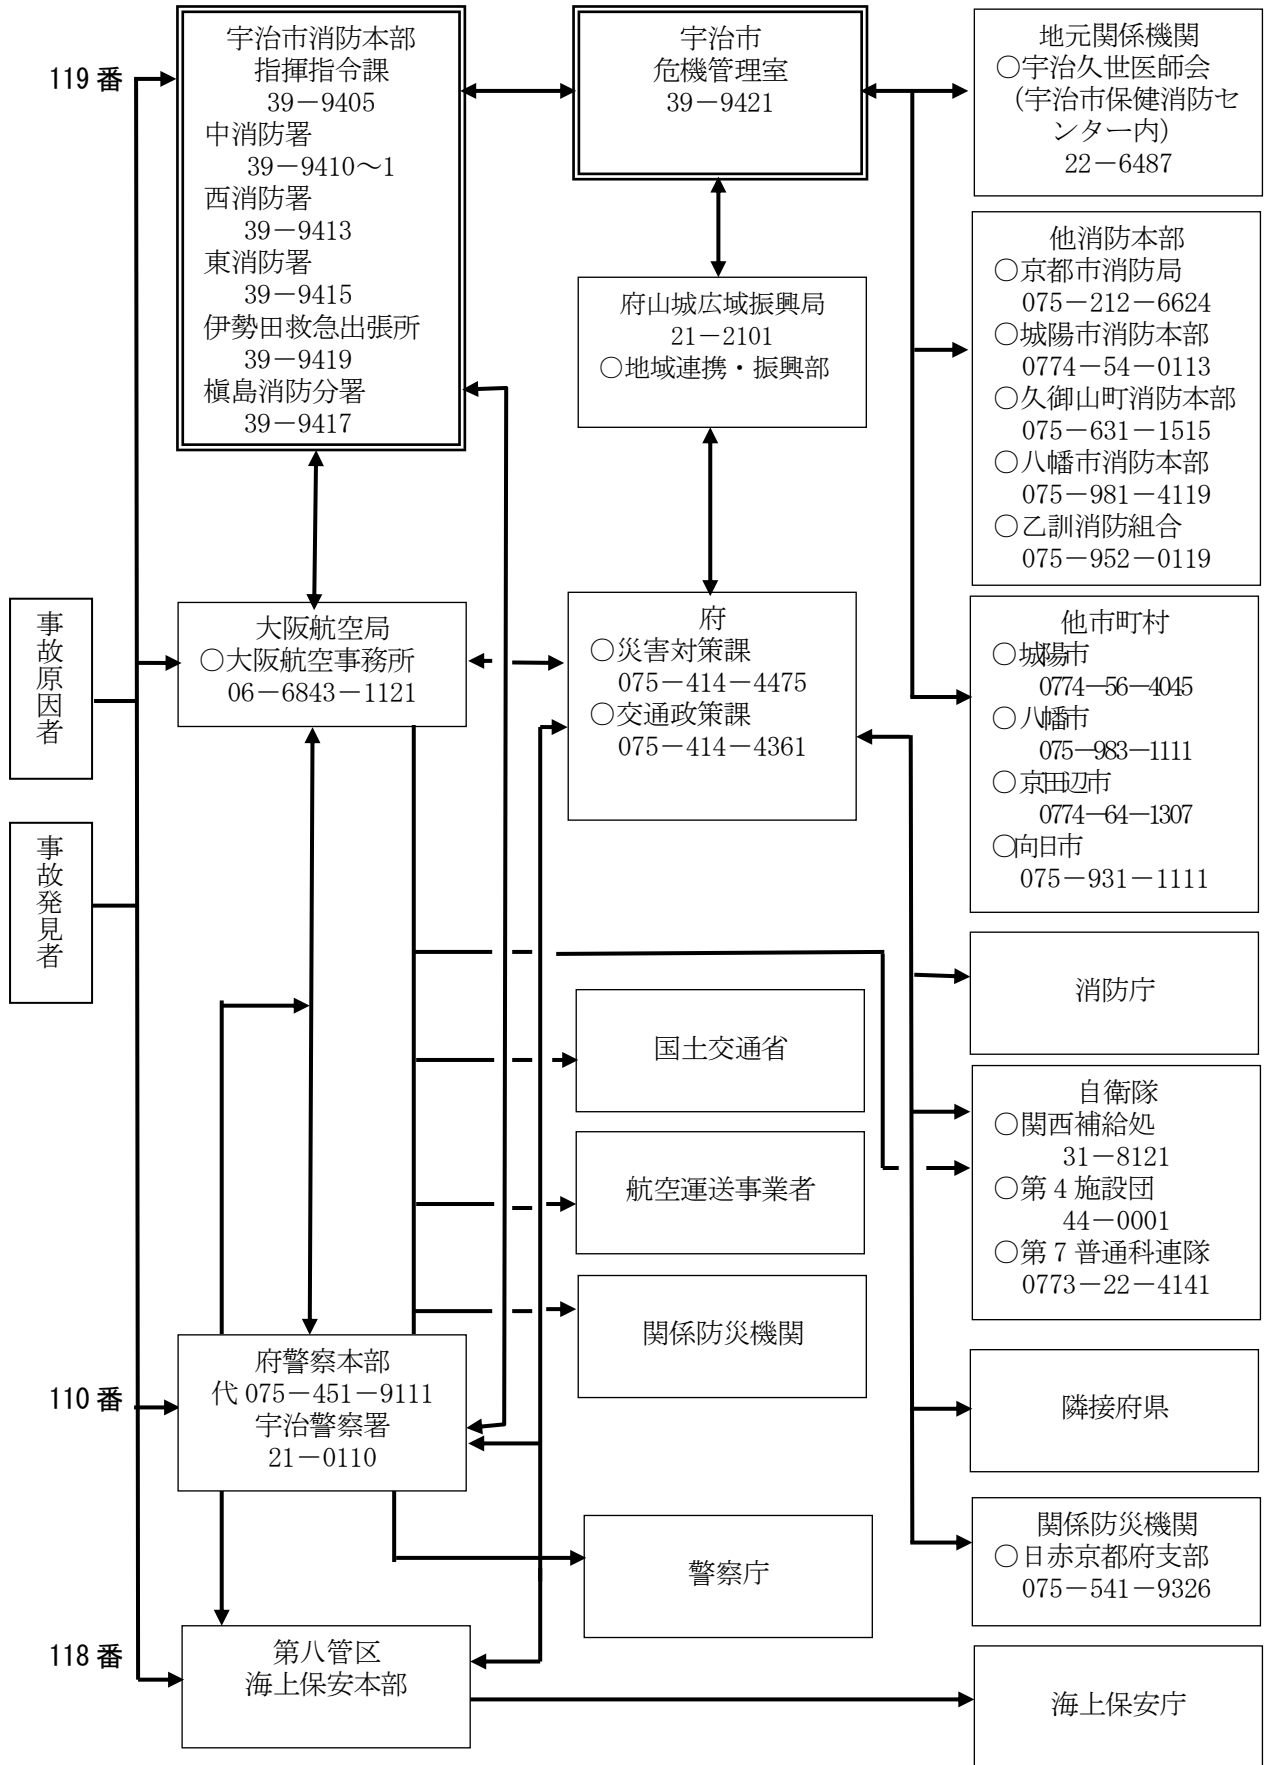 119番
宇治市消防本部
指揮指令課
39－9405
中消防署
39－9410～1
西消防署
39－9413
東消防署
39－9415
伊勢田救急出張所
39－9419
槇島消防分署
39－9417
宇治市
危機管理室
39－9421
地元関係機関
○宇治久世医師会
（宇治市保健消防セ
ンター内）
22－6487
府山城広域振興局
21－2101
○地域連携・振興部
他消防本部
○京都市消防局
075－212－6624
○城陽市消防本部
0774－54－0113
○久御山町消防本部
075－631－1515
○八幡市消防本部
075－981－4119
○乙訓消防組合
075－952－0119
事故原因者
事故発見者
大阪航空局
○大阪航空事務所
06－6843－1121
府
○災害対策課
075－414－4475
○交通政策課
075－414－4361
他市町村
○城陽市
0774－56－4045
○八幡市
075－983－1111
○京田辺市
0774－64－1307
○向日市
075－931－1111
消防庁
国土交通省
航空運送事業者
関係防災機関
自衛隊
○関西補給処
31－8121
○第4施設団
44－0001
○第7普通科連隊
0773－22－4141
110番
府警察本部
代075－451－9111
宇治警察署
21－0110
隣接府県
警察庁
関係防災機関
○日赤京都府支部
075－541－9326
118番
第八管区
海上保安本部
海上保安庁